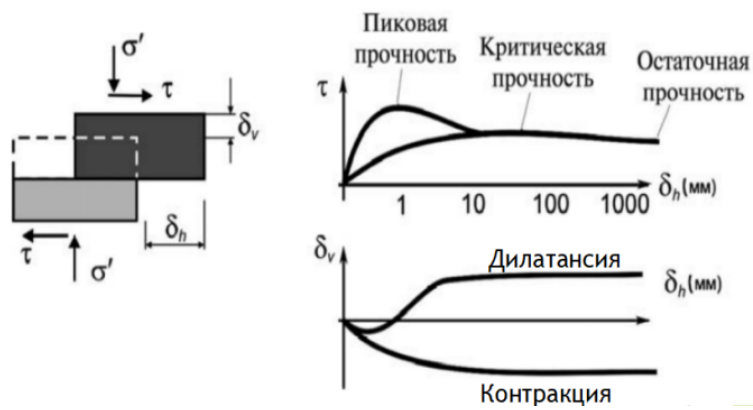 σ'
τ
δv
δh
τ
σ'
Пиковая
прочность
Критическая
прочность
Остаточная
прочность
τ
δh(мм)
1 10 100 1000
δv
Дилатансия
δh(мм)
Контракция